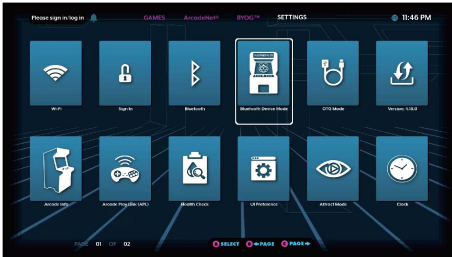 Please sign in/log in GAMES ArcadeNet® BYOG™ SETTINGS 11:46 PM
Wi-Fi Sign In Bluetooth Bluetooth Device Mode OTG Mode Version: 1.18.0
Arcade Info Arcade Play Link (APL) Health Check UI Preference Attract Mode Clock
PAGE 01 OF 02 SELECT PAGE PAGE